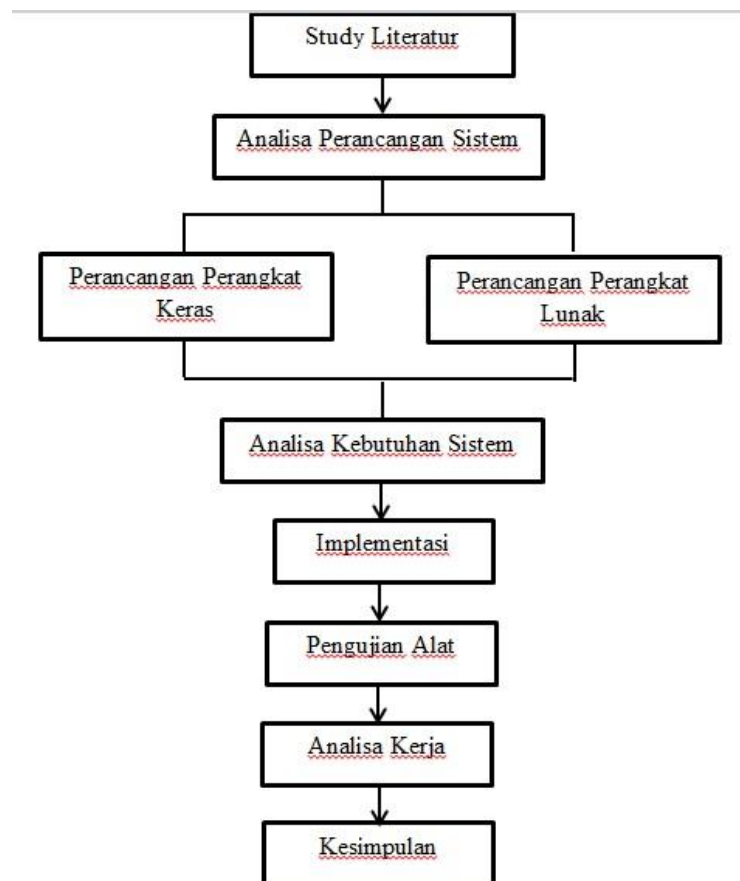 Study Literatur
Analisa Perancangan Sistem
Perancangan Perangkat
Keras
Perancangan Perangkat
Lunak
Analisa Kebutuhan Sistem
Implementasi
Pengujian Alat
Analisa Kerja
Kesimpulan